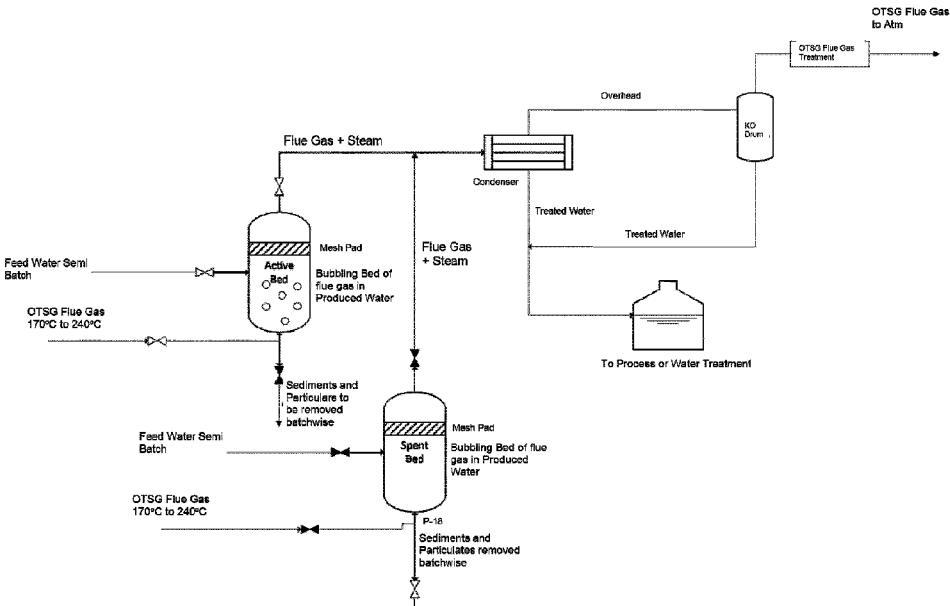 OTSG Flue Gas
to Atm
OTSG Flue Gas
Treatment
Overhead
KO
Drum
Flue Gas + Steam
Condenser
Treated Water
Treated Water
Mesh Pad
Flue Gas
+ Steam
Feed Water Semi
Batch
Active
Bed
Bubbling Bed of
flue gas in
Produced Water
OTSG Flue Gas
170ºC to 240ºC
To Process or Water Treatment
Sediments and
Particulare to
be removed
batchwise
Mesh Pad
Feed Water Semi
Batch
Spent
Bed
Bubbling Bed of flue
gas in Produced
Water
OTSG Flue Gas
170ºC to 240ºC
P-18
Sediments and
Particulates removed
batchwise